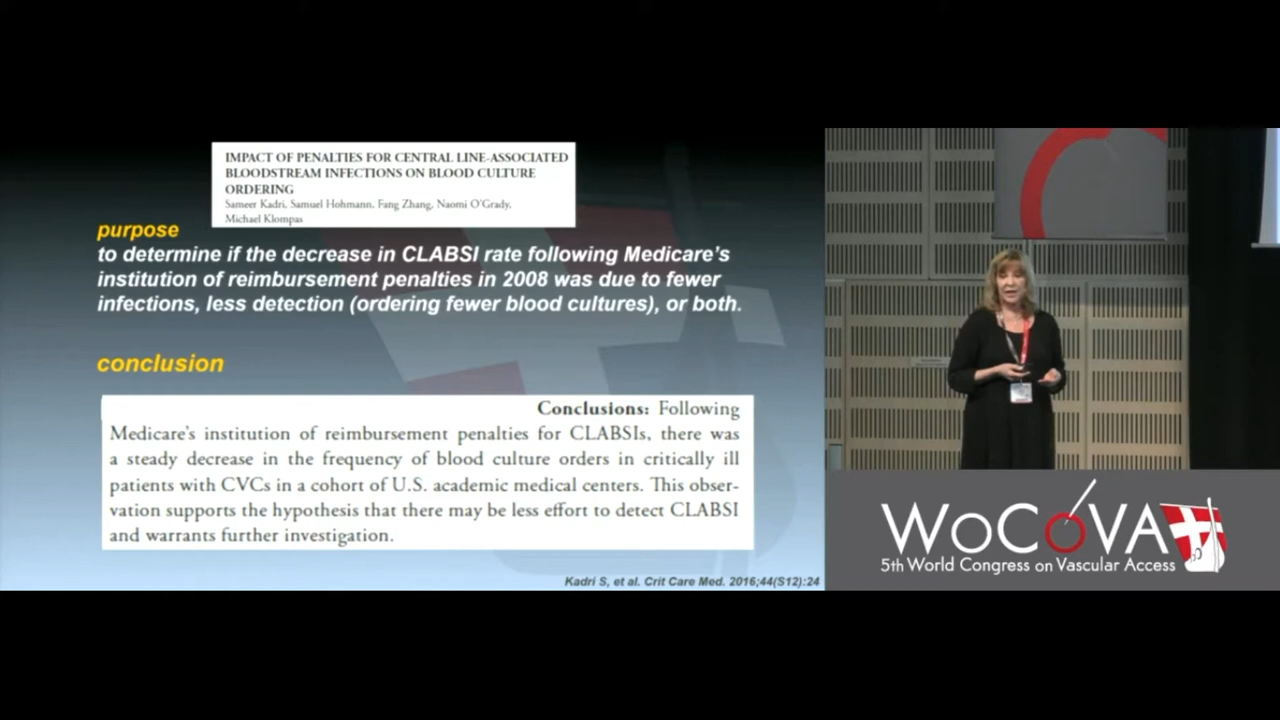 IMPACT OF PENALTIES FOR CENTRAL LINE-ASSOCIATED
BLOODSTREAM INFECTIONS ON BLOOD CULTURE
ORDERING
Sameer Kadri, Samuel Hohmann, Fang Zhang, Naomi O'Grady,
Michael Klompas
purpose
to determine if the decrease in CLABSI rate following Medicare's
institution of reimbursement penalties in 2008 was due to fewer
infections, less detection (ordering fewer blood cultures), or both.
conclusion
Conclusions: Following
Medicare's institution of reimbursement penalties for CLABSIs, there was
a steady decrease in the frequency of blood culture orders in critically ill
patients with CVCs in a cohort of U.S. academic medical centers. This obser-
vation supports the hypothesis that there may be less effort to detect CLABSI
and warrants further investigation.
Kadri S, et al. Crit Care Med. 2016;44(S12):24
WoCoVA
5th World Congress on Vascular Access